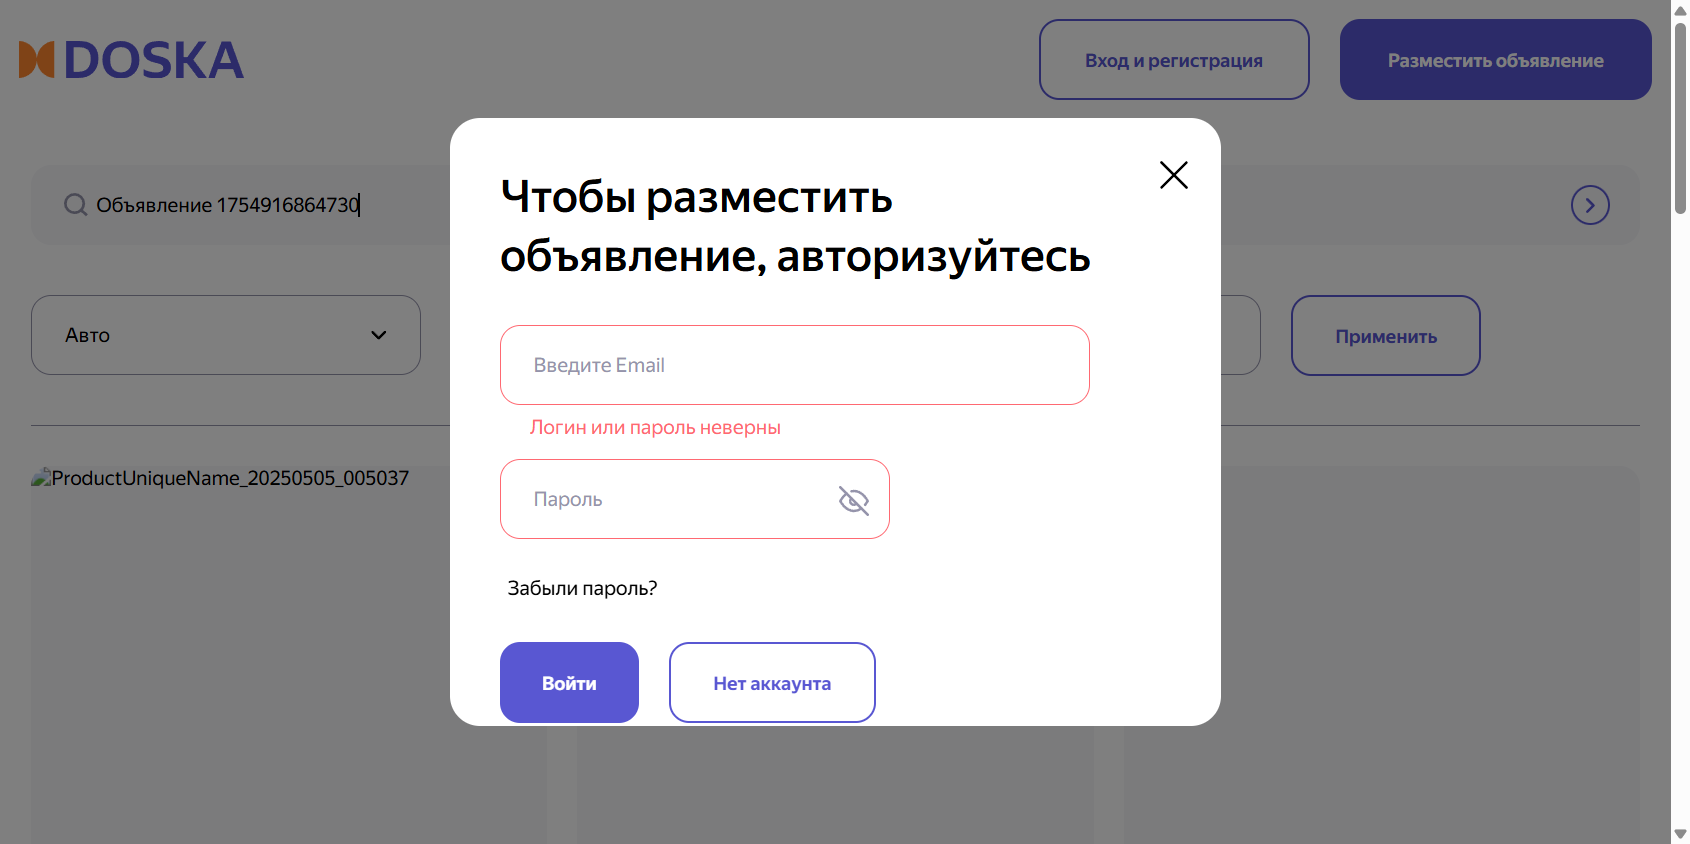 DOSKA
Вход и регистрация
Разместить объявление
Объявление 1754916864730
Авто
Применить
ProductUniqueName_20250505_005037
Чтобы разместить
объявление, авторизуйтесь
Введите Email
Логин или пароль неверны
Пароль
Забыли пароль?
Войти
Нет аккаунта